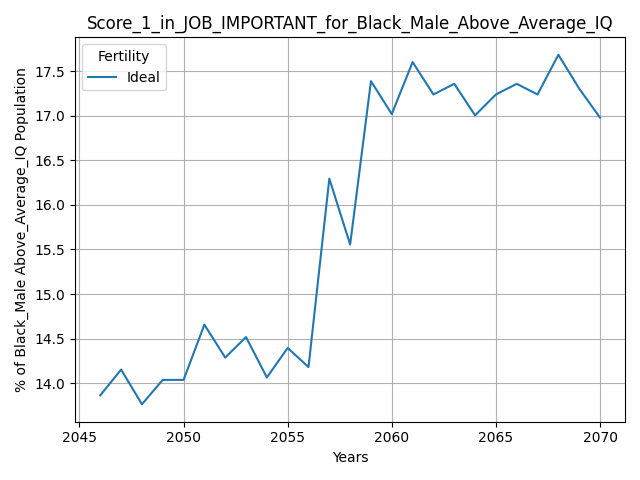 Score_1_in_JOB_IMPORTANT_for_Black_Male_Above_Average_IQ
Fertility
Ideal
% of Black_Male Above_Average_IQ Population
17.5
17.0
16.5
16.0
15.5
15.0
14.5
14.0
2045 2050 2055 2060 2065 2070
Years